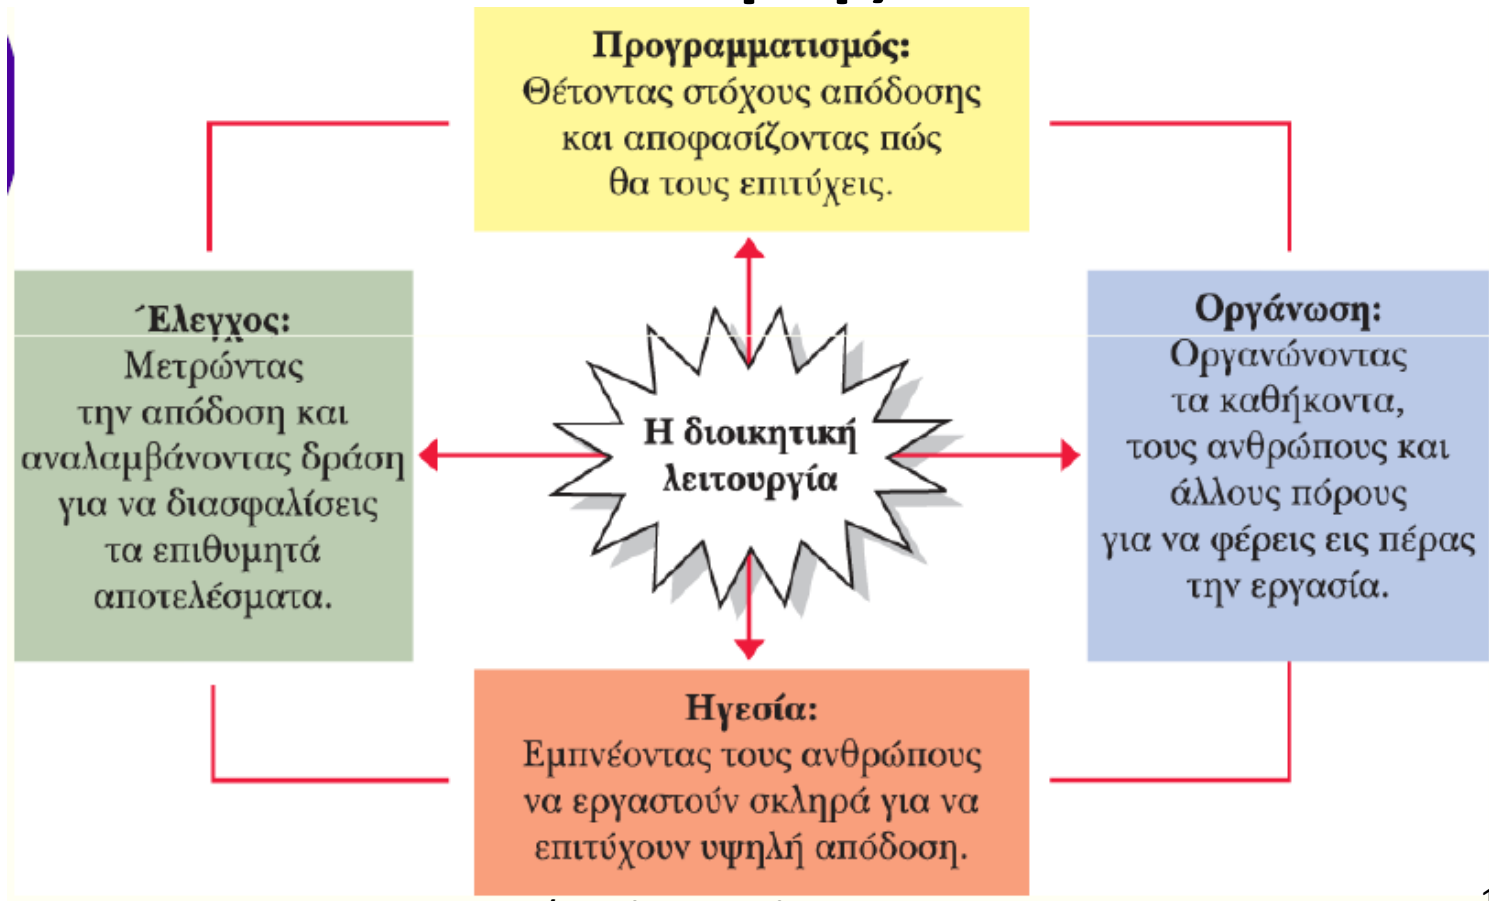 Προγραμματισμός:
Θέτοντας στόχους απόδοσης
και αποφασίζοντας πώς
θα τους επιτύχεις.
Έλεγχος:
Μετρώντας
την απόδοση και
αναλαμβάνοντας δράση
για να διασφαλίσεις
τα επιθυμητά
αποτελέσματα.
Η διοικητική
λειτουργία
Οργάνωση:
Οργανώνοντας
τα καθήκοντα,
τους ανθρώπους και
άλλους πόρους
για να φέρεις εις πέρας
την εργασία.
Ηγεσία:
Εμπνέοντας τους ανθρώπους
να εργαστούν σκληρά για να
επιτύχουν υψηλή απόδοση.